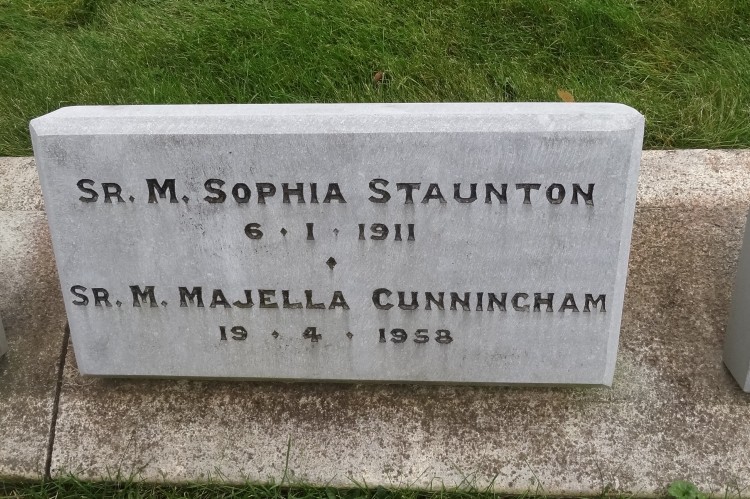 SR. M. SOPHIA STAUNTON
6 · 1 · 1911
SR. M. MAJELLA CUNNINGHAM
19 · 4 · 1958